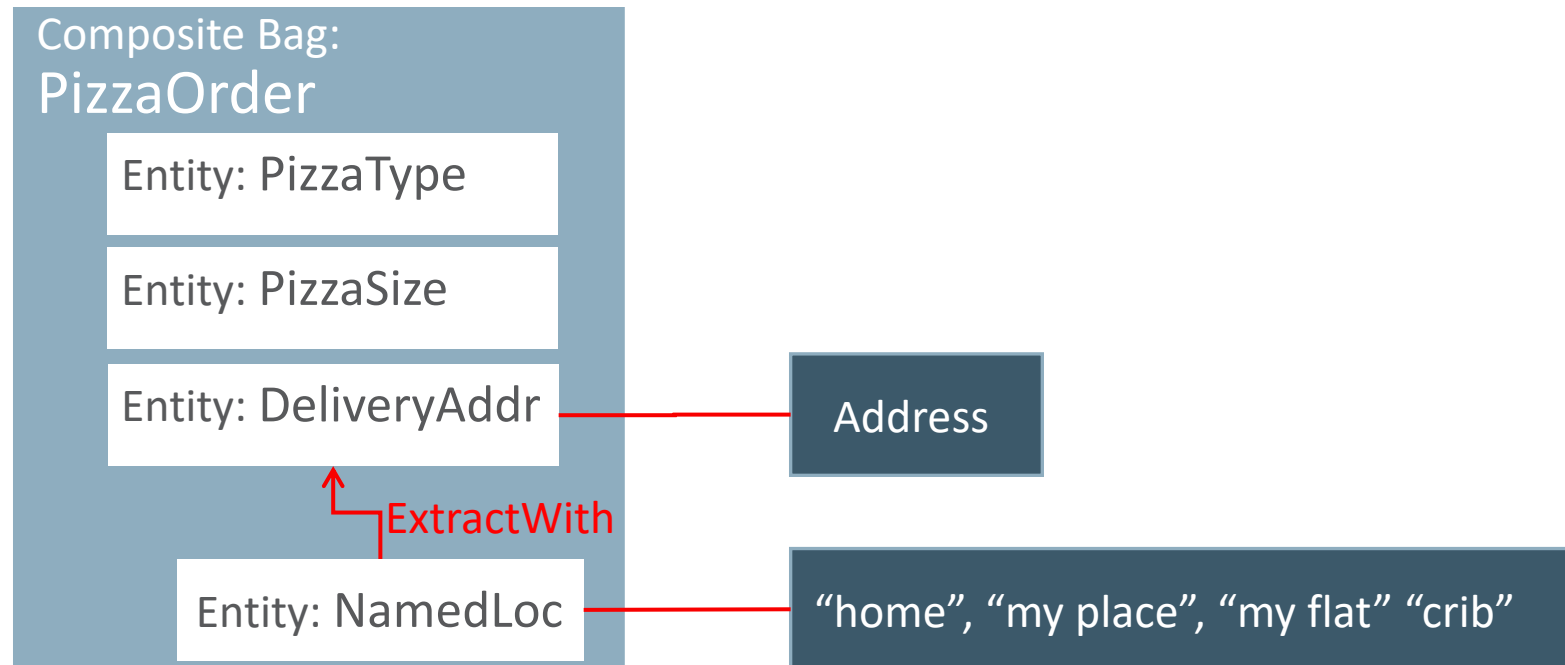 Composite Bag:
PizzaOrder
Entity: PizzaType
Entity: PizzaSize
Entity: DeliveryAddr
Address
ExtractWith
Entity: NamedLoc
“home”, “my place”, “my flat” “crib”